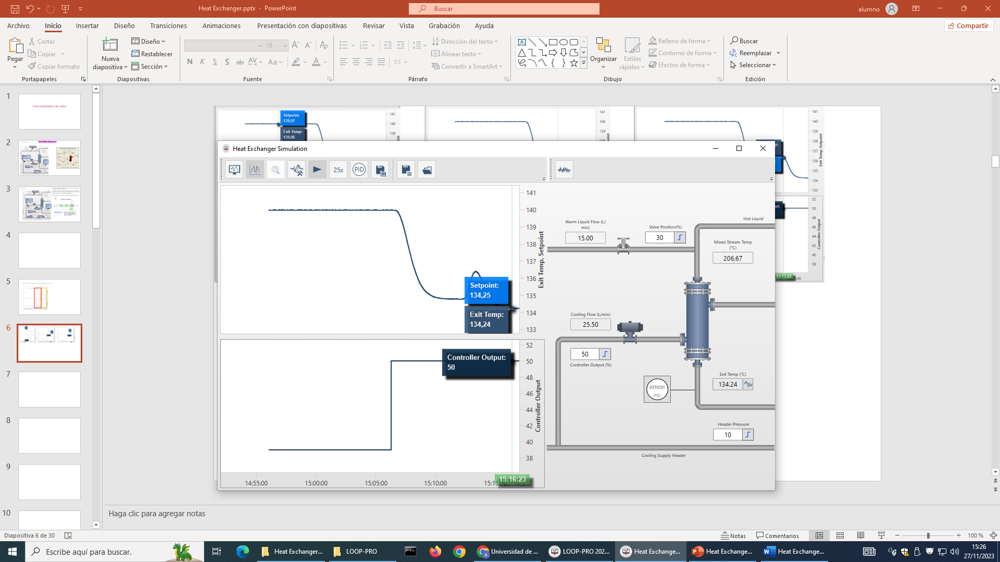 Heat Exchanger.pptx - PowerPoint
Buscar
alumno
Archivo Inicio Insertar Diseño Transiciones Animaciones Presentación con diapositivas Revisar Vista Grabación Ayuda
Compartir
Pegar
Cortar
Copiar
Copiar formato
Portapapeles
Nueva diapositiva
Diseño
Restablecer
Sección
Diapositivas
18
N K S S ab AV Aa A
Fuente
Dirección del texto
Alinear texto
Convertir a SmartArt
Párrafo
Organizar
Estilos rápidos
Relleno de forma
Contorno de forma
Efectos de forma
Dibujo
Buscar
Reemplazar
Seleccionar
Edición
1
Intercambiador de calor
2
Descripción del proceso
3
4
5
6
7
8
9
10
Setpoint:
139,97
Exit Temp:
139,96
141
140
139
141
140
139
138
141
140
139
138
137
136
135
134
133
Exit Temp, Setpoint
52
50
48
46
44
42
40
38
Controller Output
15:13:22
Heat Exchanger Simulation
25x
PID
141
140
139
138
137
136
135
134
133
Exit Temp, Setpoint
Setpoint:
134,25
Exit Temp:
134,24
52
50
48
46
44
42
40
38
Controller Output
Controller Output:
50
14:55:00 15:00:00 15:05:00 15:10:00
15:16:23
Warm Liquid Flow (L/
min)
15.00
Valve Position(%)
30
Hot Liquid
Mixed Stream Temp
(°C)
206.67
Cooling Flow (L/min)
25.50
50
Controller Output (%)
03TIC01
PID
Exit Temp (°C)
134.24
Header Pressure
10
Cooling Supply Header
Haga clic para agregar notas
Diapositiva 6 de 30
Notas
Comentarios
100 %
Escribe aquí para buscar.
Heat Exchanger...
LOOP-PRO
Universidad de ...
LOOP-PRO 202...
Heat Exchange...
Heat Exchange...
Heat Exchange...
15:26
27/11/2023